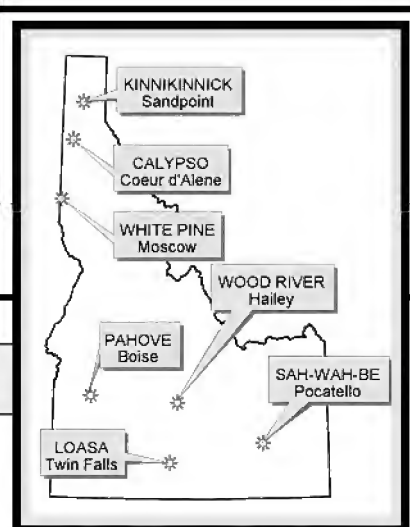 KINNIKINNICK
Sandpoint
CALYPSO
Coeur d'Alene
WHITE PINE
Moscow
WOOD RIVER
Hailey
PAHOVE
Boise
SAH-WAH-BE
Pocatello
LOASA
Twin Falls